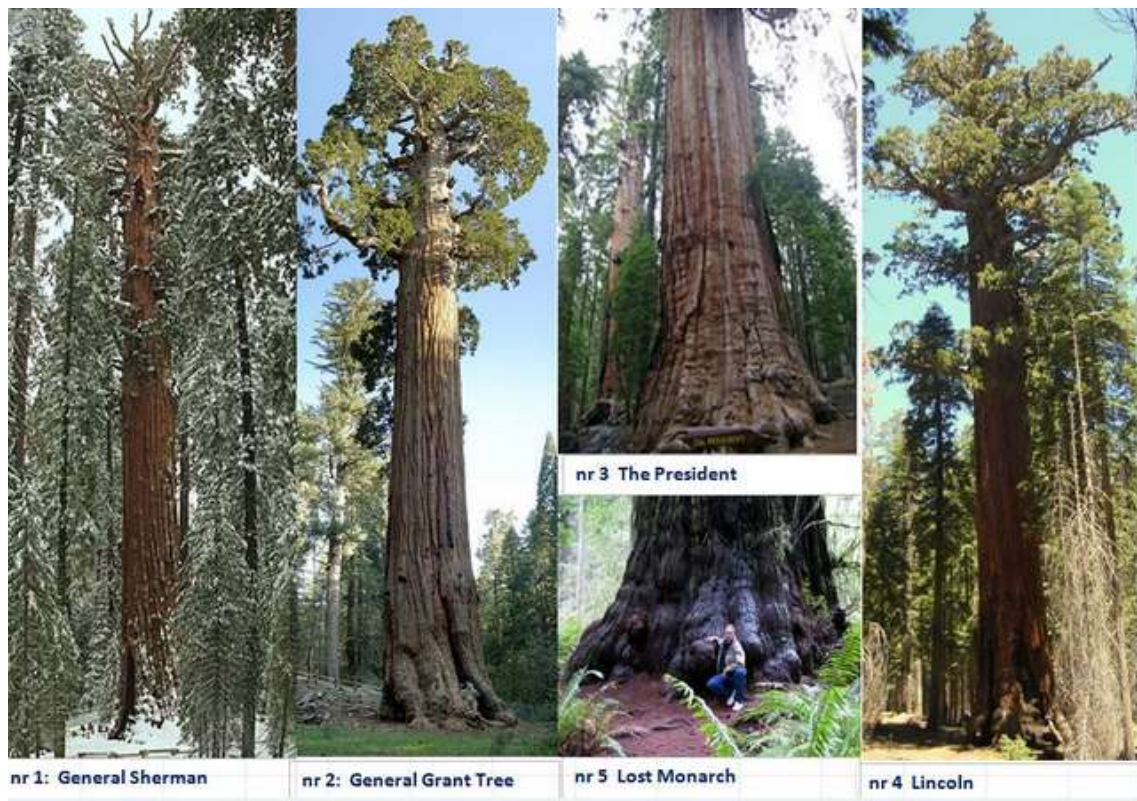 nr 1:  General Sherman
nr 2:  General Grant Tree
nr 3  The President
nr 5  Lost Monarch
nr 4  Lincoln